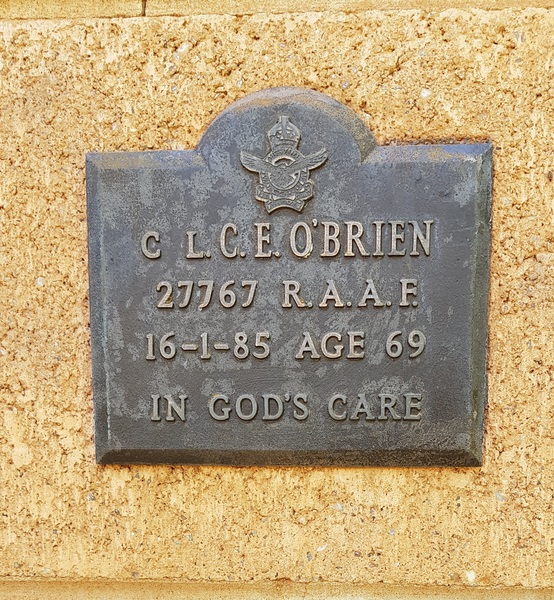 C L. C. E. O'BRIEN
27767 R.A.A.F.
16-1-85 AGE 69
IN GOD'S CARE